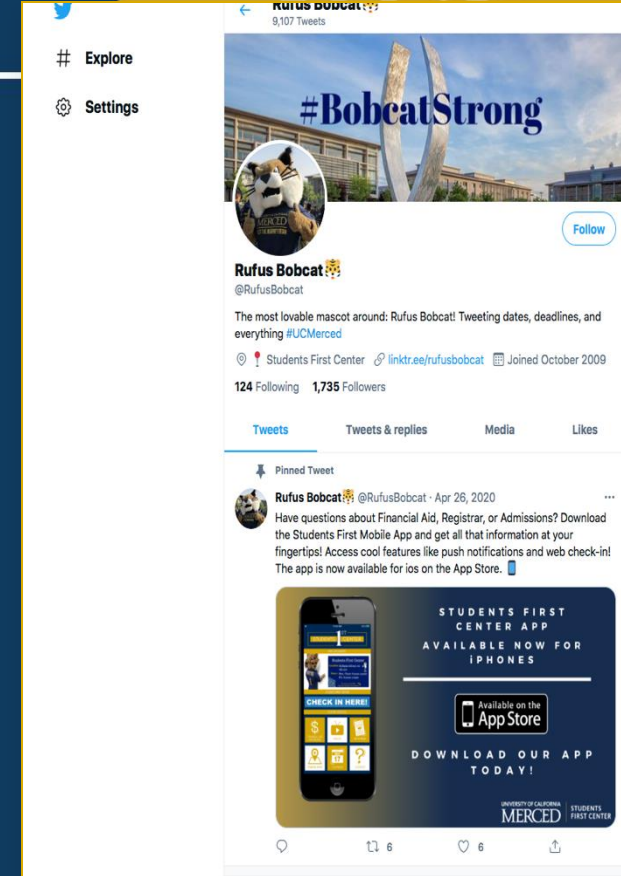 Rufus Bobcat🐯
9,107 Tweets
Explore
Settings
#BobcatStrong
MERCED
Follow
Rufus Bobcat🐯
@RufusBobcat
The most lovable mascot around: Rufus Bobcat! Tweeting dates, deadlines, and
everything #UCMerced
📍 Students First Center linktr.ee/rufusbobcat Joined October 2009
124 Following 1,735 Followers
Tweets Tweets & replies Media Likes
Pinned Tweet
Rufus Bobcat🐯 @RufusBobcat · Apr 26, 2020 ...
Have questions about Financial Aid, Registrar, or Admissions? Download
the Students First Mobile App and get all that information at your
fingertips! Access cool features like push notifications and web check-in!
The app is now available for ios on the App Store. 📱
STUDENTS 1ST CENTER
CHECK IN HERE!
STUDENTS FIRST
CENTER APP
AVAILABLE NOW FOR
iPHONES
Available on the
App Store
DOWNLOAD OUR APP
TODAY!
UNIVERSITY OF CALIFORNIA
MERCED
STUDENTS
FIRST CENTER
6 6